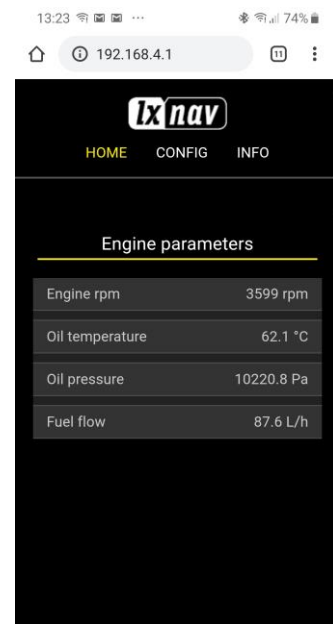 13:23 74%
192.168.4.1 11
lx nav
HOME CONFIG INFO
Engine parameters
Engine rpm 3599 rpm
Oil temperature 62.1 °C
Oil pressure 10220.8 Pa
Fuel flow 87.6 L/h